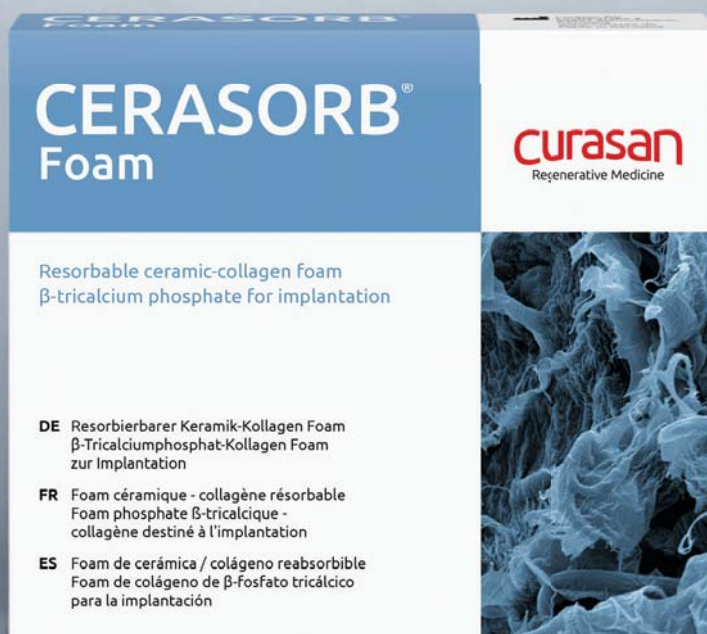 CERASORB
Foam
CERASORB®
Foam
curasan
Regenerative Medicine
Resorbable ceramic-collagen foam
β-tricalcium phosphate for implantation
DE Resorbierbarer Keramik-Kollagen Foam
β-Tricalciumphosphat-Kollagen Foam
zur Implantation
FR Foam céramique - collagène résorbable
Foam phosphate ß-tricalcique -
collagène destiné à l'implantation
ES Foam de cerámica / colágeno reabsorbible
Foam de colágeno de β-fosfato tricálcico
para la implantación